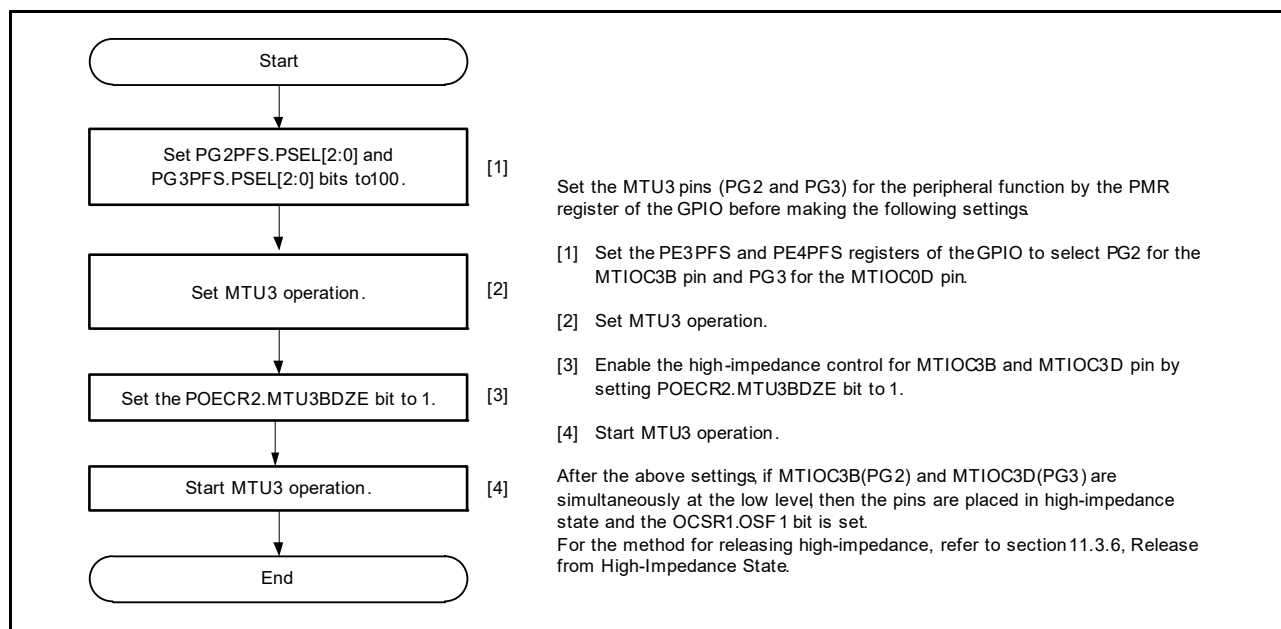 Start
Set PG2PFS.PSEL[2:0] and
PG3PFS.PSEL[2:0] bits to100.
[1]
Set MTU3 operation.
[2]
Set the POECR2.MTU3BDZE bit to 1.
[3]
Start MTU3 operation.
[4]
End
Set the MTU3 pins (PG2 and PG3) for the peripheral function by the PMR
register of the GPIO before making the following settings.
[1] Set the PE3PFS and PE4PFS registers of the GPIO to select PG2 for the
MTIOC3B pin and PG3 for the MTIOC0D pin.
[2] Set MTU3 operation.
[3] Enable the high-impedance control for MTIOC3B and MTIOC3D pin by
setting POECR2.MTU3BDZE bit to 1.
[4] Start MTU3 operation.
After the above settings, if MTIOC3B(PG2) and MTIOC3D(PG3) are
simultaneously at the low level, then the pins are placed in high-impedance
state and the OCSR1.OSF1 bit is set.
For the method for releasing high-impedance, refer to section 11.3.6, Release
from High-Impedance State.